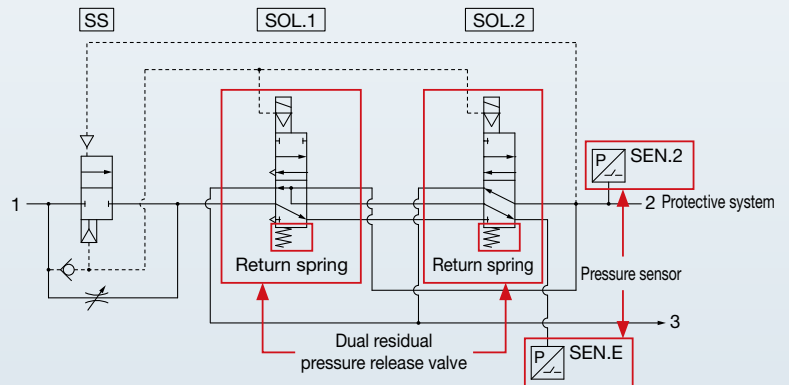 SS
SOL.1
SOL.2
P
SEN.2
1
2 Protective system
Return spring
Return spring
Pressure sensor
3
Dual residual
pressure release valve
P
SEN.E